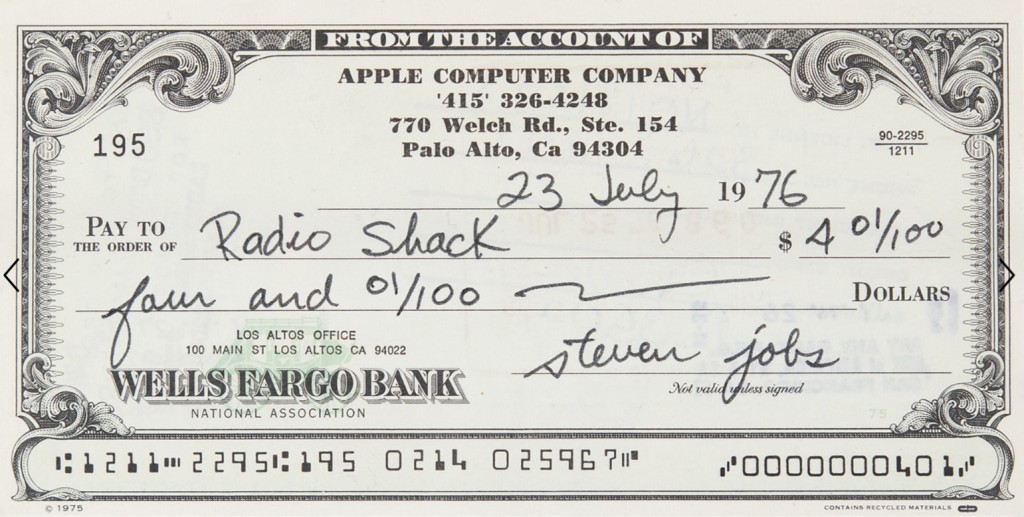 FROM THE ACCOUNT OF
APPLE COMPUTER COMPANY
'415' 326-4248
770 Welch Rd., Ste. 154
Palo Alto, Ca 94304
195
90-2295
1211
23 July 1976
PAY TO THE ORDER OF Radio Shack $ 4 01/100
four and 01/100 DOLLARS
LOS ALTOS OFFICE
100 MAIN ST LOS ALTOS CA 94022
WELLS FARGO BANK
NATIONAL ASSOCIATION
steven jobs
Not valid unless signed
75
⑆1211⑉2295⑆195 0214 025967⑈ ⑇0000000401⑇
© 1975
CONTAINS RECYCLED MATERIALS